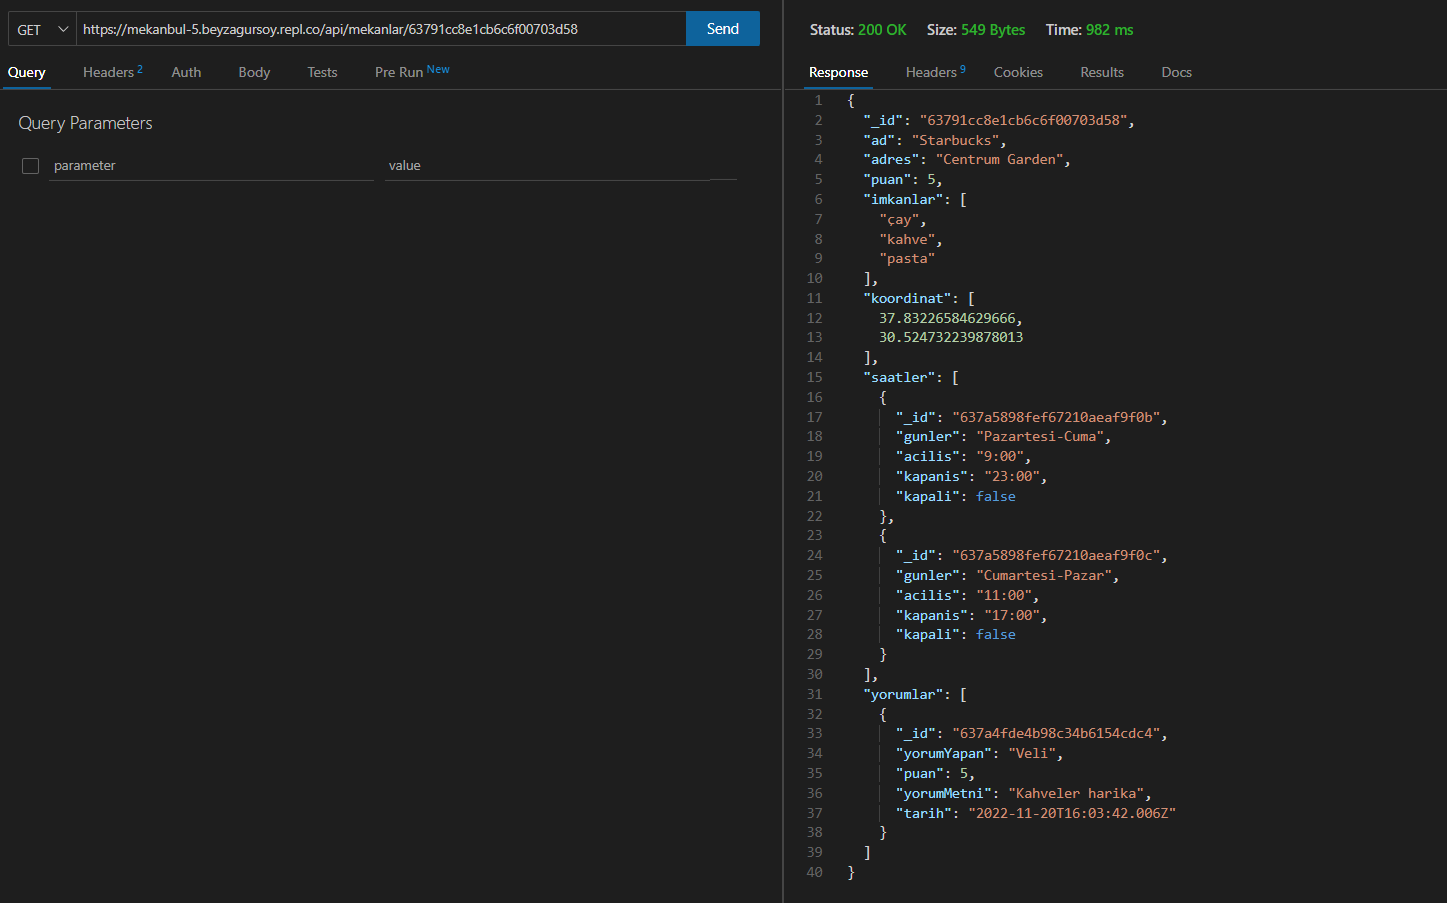 GET https://mekanbul-5.beyzagursoy.repl.co/api/mekanlar/63791cc8e1cb6c6f00703d58 Send
Query Headers 2 Auth Body Tests Pre Run New
Query Parameters
parameter value
Status: 200 OK Size: 549 Bytes Time: 982 ms
Response Headers 9 Cookies Results Docs
1 {
2 "_id": "63791cc8e1cb6c6f00703d58",
3 "ad": "Starbucks",
4 "adres": "Centrum Garden",
5 "puan": 5,
6 "imkanlar": [
7 "çay",
8 "kahve",
9 "pasta"
10 ],
11 "koordinat": [
12 37.83226584629666,
13 30.524732239878013
14 ],
15 "saatler": [
16 {
17 "_id": "637a5898fef67210aeaf9f0b",
18 "gunler": "Pazartesi-Cuma",
19 "acilis": "9:00",
20 "kapanis": "23:00",
21 "kapali": false
22 },
23 {
24 "_id": "637a5898fef67210aeaf9f0c",
25 "gunler": "Cumartesi-Pazar",
26 "acilis": "11:00",
27 "kapanis": "17:00",
28 "kapali": false
29 }
30 ],
31 "yorumlar": [
32 {
33 "_id": "637a4fde4b98c34b6154cdc4",
34 "yorumYapan": "Veli",
35 "puan": 5,
36 "yorumMetni": "Kahveler harika",
37 "tarih": "2022-11-20T16:03:42.006Z"
38 }
39 ]
40 }